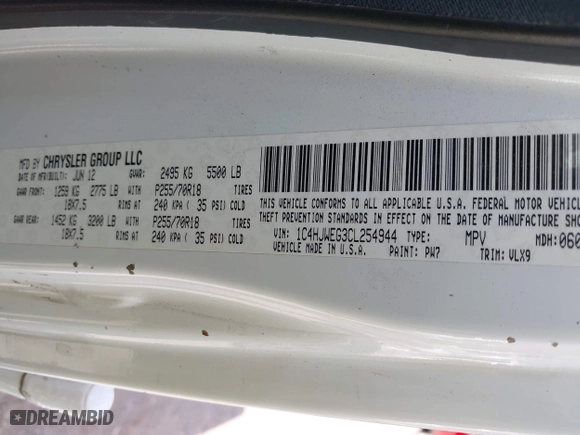 MFD BY CHRYSLER GROUP LLC
DATE OF MFR(BUILT): JUN 12 GVWR: 2495 KG 5500 LB
GAWR FRONT: 1259 KG 2775 LB WITH P255/70R18 TIRES
18X7.5 RIMS AT 240 KPA ( 35 PSI) COLD
GAWR REAR: 1452 KG 3200 LB WITH P255/70R18 TIRES
18X7.5 RIMS AT 240 KPA ( 35 PSI) COLD
THIS VEHICLE CONFORMS TO ALL APPLICABLE U.S.A. FEDERAL MOTOR VEHICLE
THEFT PREVENTION STANDARDS IN EFFECT ON THE DATE OF MANUFACTURE SHOWN
VIN: 1C4HJWEG3CL254944 TYPE: MPV MDH:060
VEHICLE MADE IN U.S.A. PAINT: PW7 TRIM: VLX9
DREAMBID